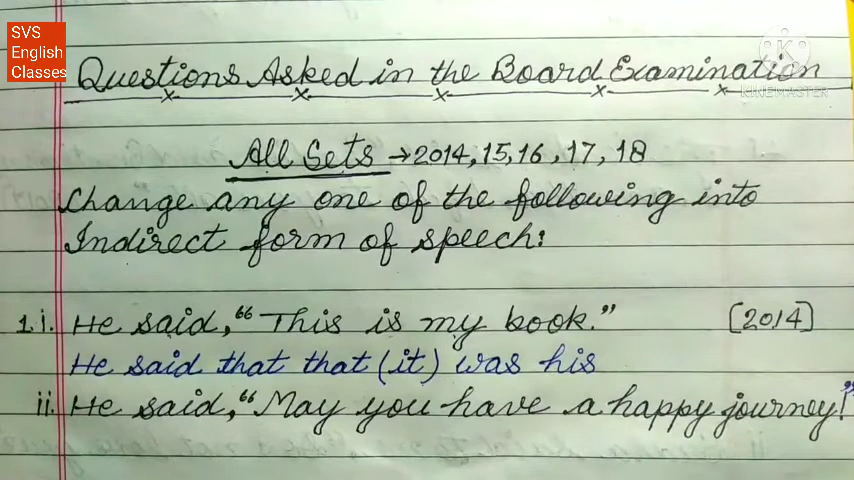 SVS
English
Classes
Questions Asked in the Board Examination
KINEMASTER
All Sets → 2014, 15, 16, 17, 18
Change any one of the following into
Indirect form of speech:
1. i. He said, "This is my book." [2014]
He said that that (it) was his
ii. He said, "May you have a happy journey!"